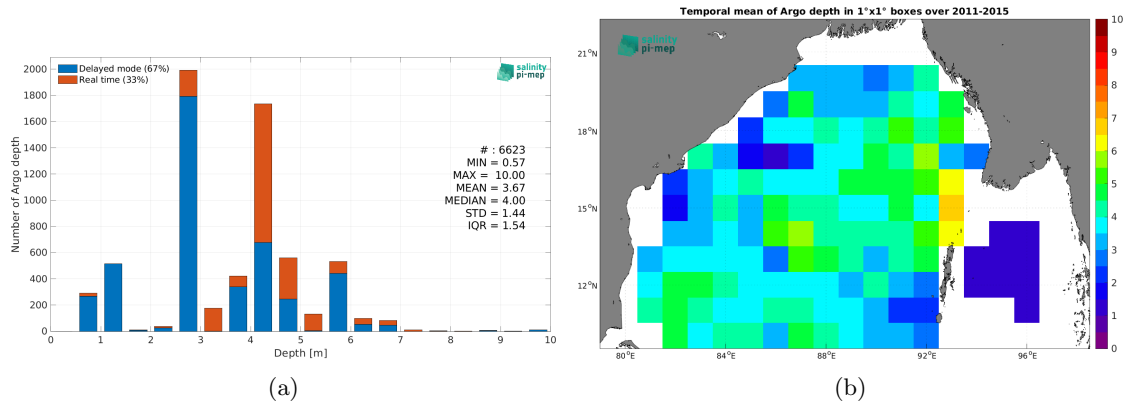 Delayed mode (67%)
Real time (33%)
salinity
pi-mep
Number of Argo depth
2000
1800
1600
1400
1200
1000
800
600
400
200
0
# : 6623
MIN = 0.57
MAX = 10.00
MEAN = 3.67
MEDIAN = 4.00
STD = 1.44
IQR = 1.54
0 1 2 3 4 5 6 7 8 9 10
Depth [m]
(a)
Temporal mean of Argo depth in 1°x1° boxes over 2011-2015
salinity
pi-mep
21°N
18°N
15°N
12°N
80°E 84°E 88°E 92°E 96°E
10
9
8
7
6
5
4
3
2
1
0
(b)